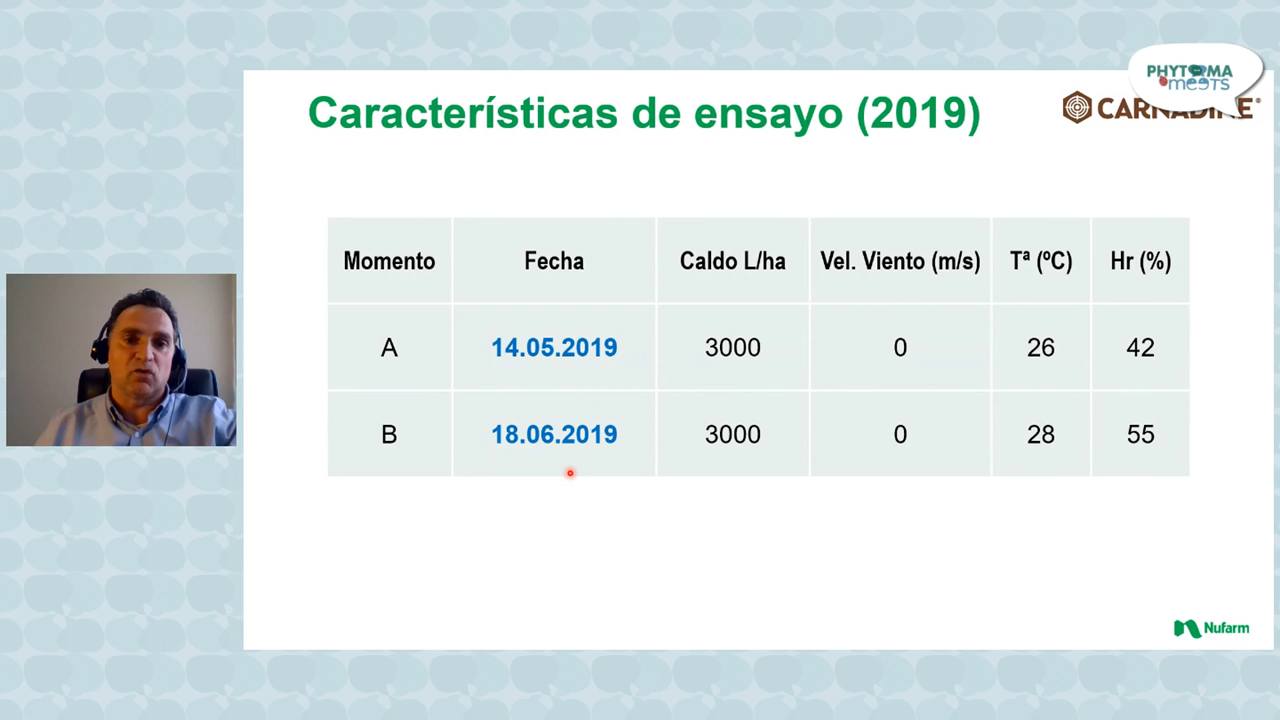 PHYTOMA
meets
Características de ensayo (2019)
CARNADINE®
Momento Fecha Caldo L/ha Vel. Viento (m/s) Tª (ºC) Hr (%)
A 14.05.2019 3000 0 26 42
B 18.06.2019 3000 0 28 55
Nufarm